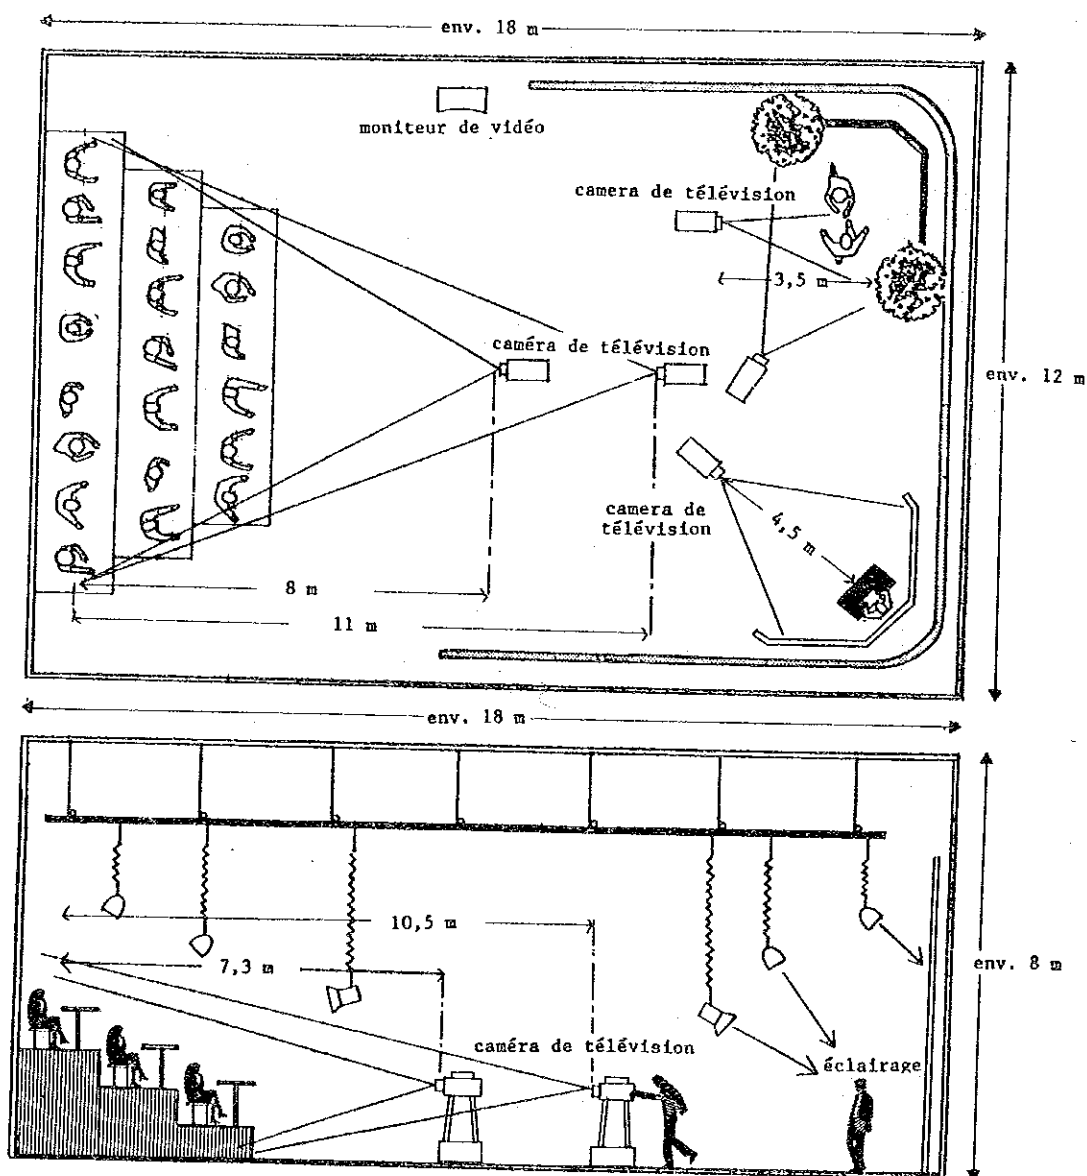 env. 18 m
moniteur de vidéo
camera de télévision
3,5 m
caméra de télévision
env. 12 m
camera de
télévision
4,5 m
8 m
11 m
env. 18 m
10,5 m
7,3 m
env. 8 m
caméra de télévision
éclairage